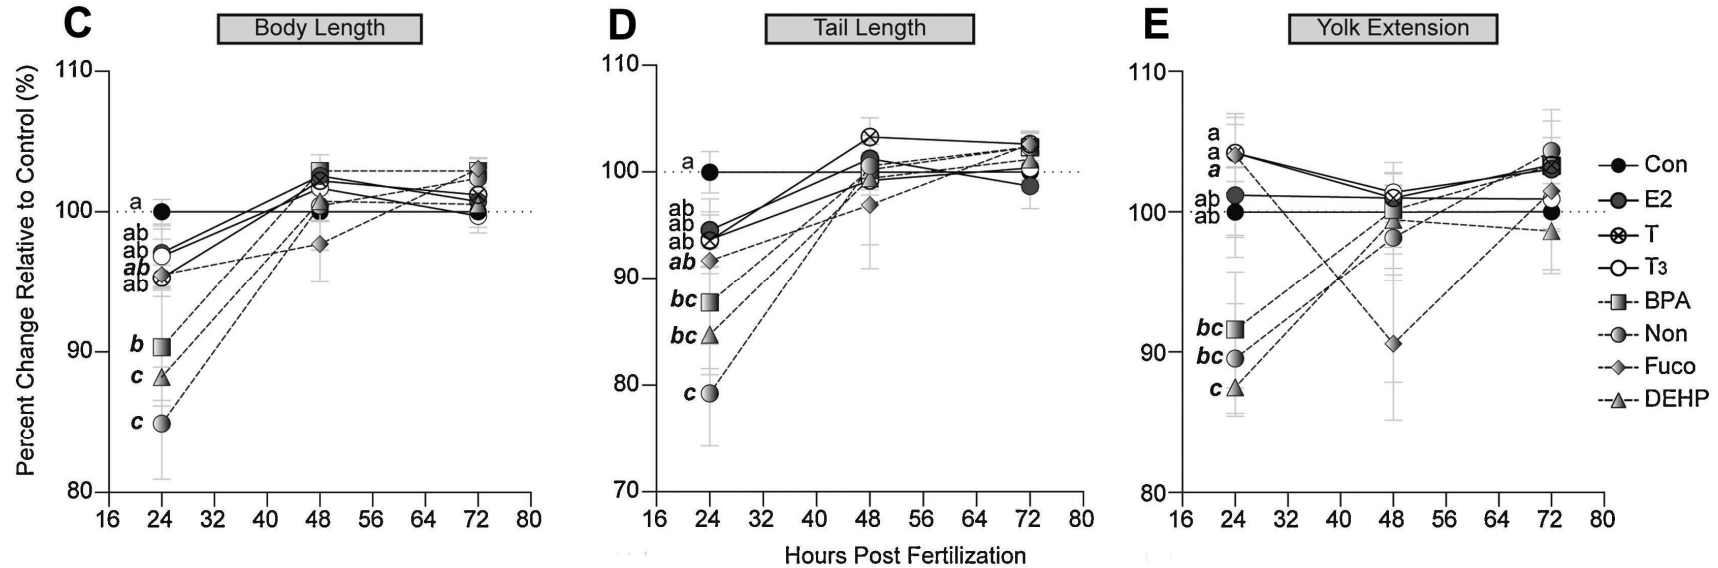 C Body Length
D Tail Length
E Yolk Extension
Percent Change Relative to Control (%)
110
100
90
80
a
ab
ab
ab
ab
b
c
c
16 24 32 40 48 56 64 72 80
110
100
90
80
70
a
ab
ab
ab
ab
bc
bc
c
16 24 32 40 48 56 64 72 80
Hours Post Fertilization
110
100
90
80
a
a
a
ab
ab
bc
bc
c
16 24 32 40 48 56 64 72 80
Con
E2
T
T3
BPA
Non
Fuco
DEHP